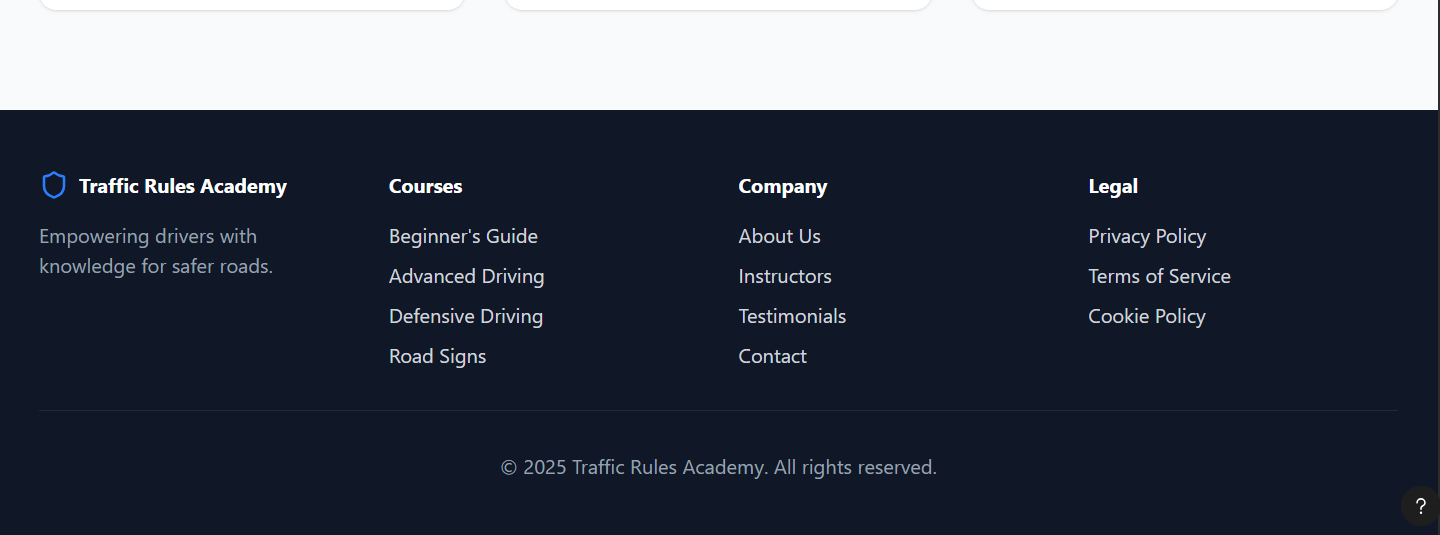 Traffic Rules Academy
Empowering drivers with
knowledge for safer roads.
Courses
Beginner's Guide
Advanced Driving
Defensive Driving
Road Signs
Company
About Us
Instructors
Testimonials
Contact
Legal
Privacy Policy
Terms of Service
Cookie Policy
© 2025 Traffic Rules Academy. All rights reserved.
?